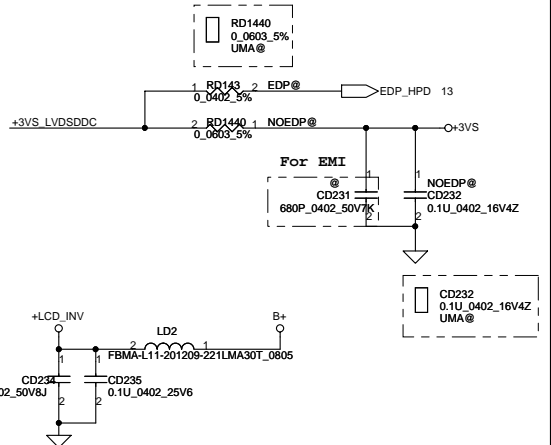 RD1440
0_0603_5%
UMA@
1 RD143 2 EDP@
0_0402_5%
EDP_HPD 13
+3VS_LVDSDDC
2 RD1440 1 NOEDP@
0_0603_5%
+3VS
For EMI
@
1
CD231
680P_0402_50V7K
2
1
NOEDP@
CD232
0.1U_0402_16V4Z
2
CD232
0.1U_0402_16V4Z
UMA@
+LCD_INV
B+
LD2
2 1
FBMA-L11-201209-221LMA30T_0805
1
CD234
02_50V8J
2
1
CD235
0.1U_0402_25V6
2